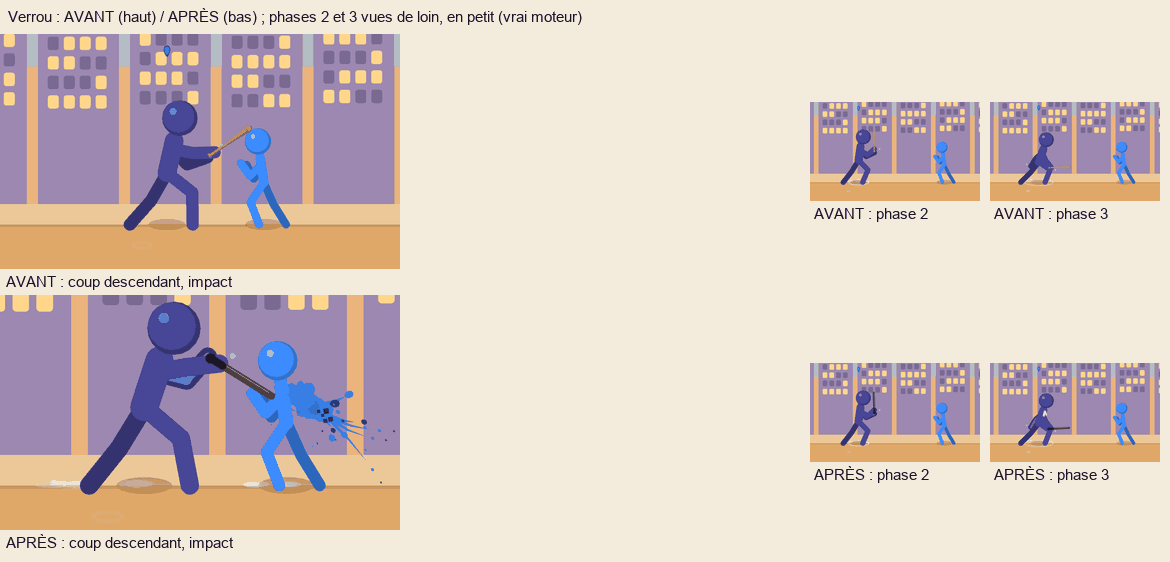 Verrou : AVANT (haut) / APRÈS (bas) ; phases 2 et 3 vues de loin, en petit (vrai moteur)
AVANT : phase 2
AVANT : phase 3
AVANT : coup descendant, impact
APRÈS : phase 2
APRÈS : phase 3
APRÈS : coup descendant, impact